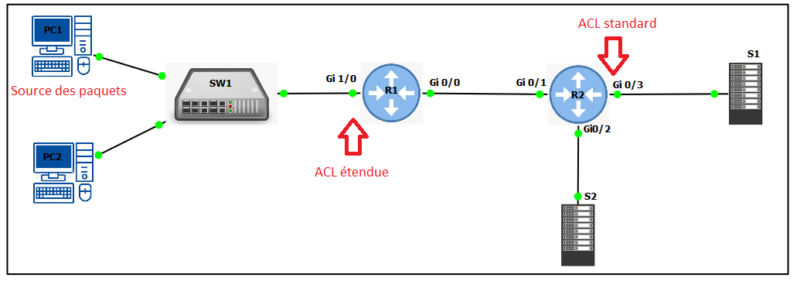 ACL standard
PC1
S1
SW1
Gi 1/0
R1
Gi 0/0
Gi 0/1
R2
Gi 0/3
Source des paquets
Gi0/2
PC2
ACL étendue
S2